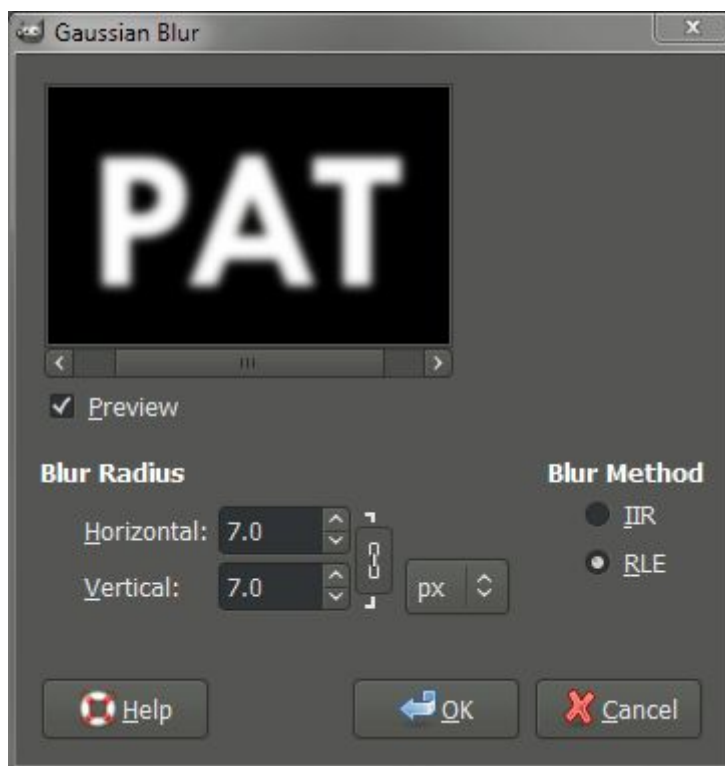 Gaussian Blur
PAT
Preview
Blur Radius
Horizontal: 7.0
Vertical: 7.0
px
Blur Method
IIR
RLE
Help
OK
Cancel